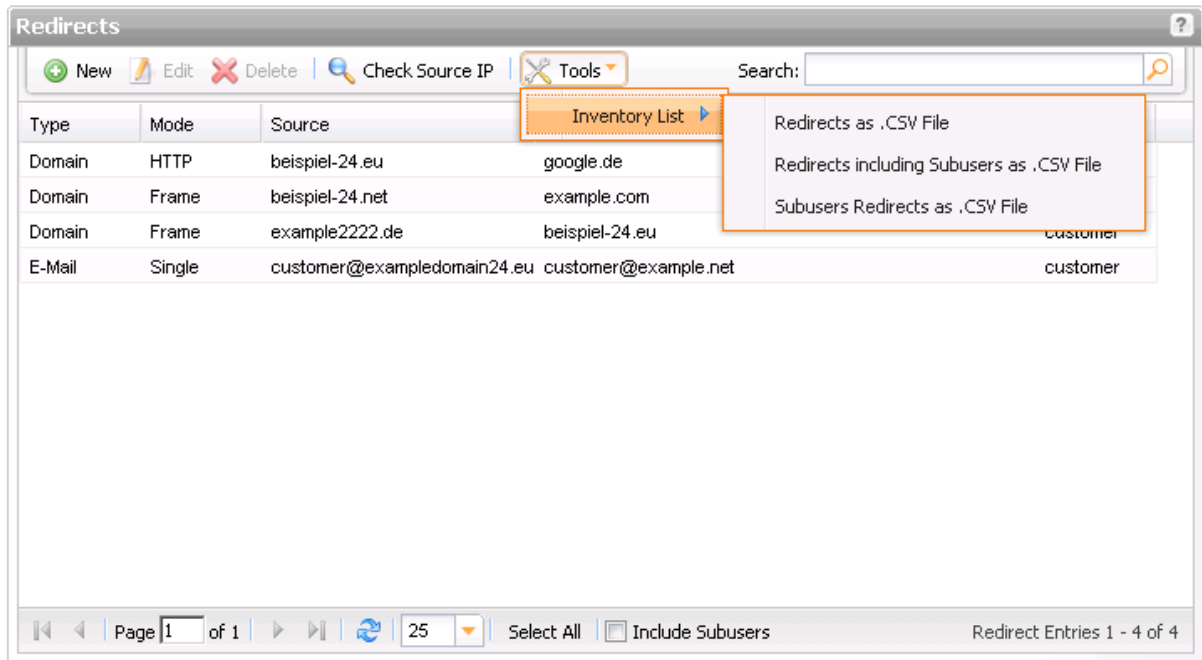 Redirects ?
New Edit Delete Check Source IP Tools Search:
Inventory List
Redirects as .CSV File
Redirects including Subusers as .CSV File
Subusers Redirects as .CSV File
Type Mode Source
Domain HTTP beispiel-24.eu google.de
Domain Frame beispiel-24.net example.com
Domain Frame example2222.de beispiel-24.eu customer
E-Mail Single customer@exampledomain24.eu customer@example.net customer
Page 1 of 1 25 Select All Include Subusers Redirect Entries 1 - 4 of 4